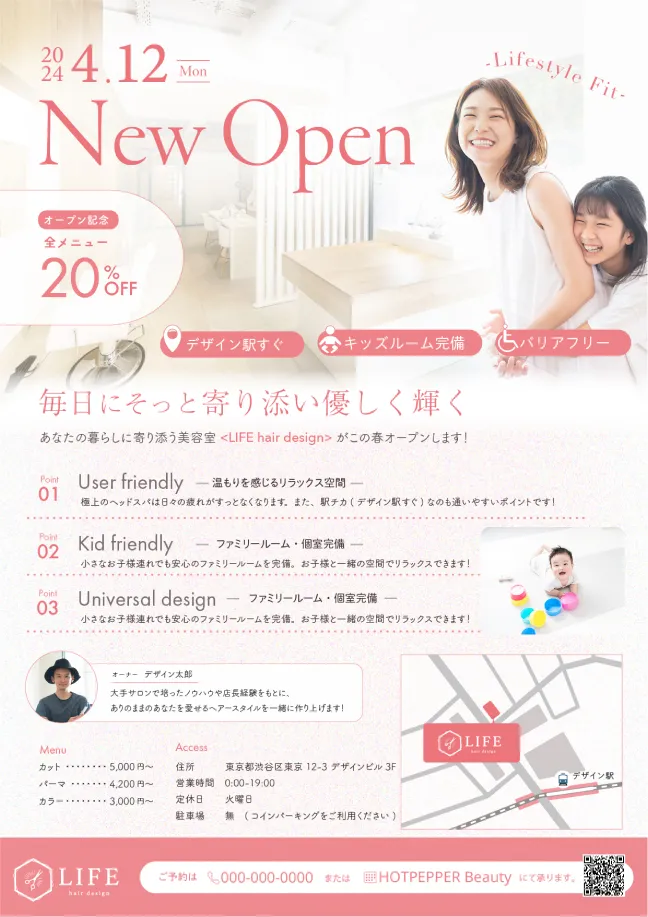 2024 4.12 Mon
-Lifestyle Fit-
New Open
オープン記念
全メニュー
20%OFF
デザイン駅すぐ
キッズルーム完備
バリアフリー
毎日にそっと寄り添い優しく輝く
あなたの暮らしに寄り添う美容室 <LIFE hair design> がこの春オープンします!
Point 01 User friendly — 温もりを感じるリラックス空間 —
極上のヘッドスパは日々の疲れがすっとなくなります。また、駅チカ(デザイン駅すぐ)なのも通いやすいポイントです!
Point 02 Kid friendly — ファミリールーム・個室完備 —
小さなお子様連れでも安心のファミリールームを完備。お子様と一緒の空間でリラックスできます!
Point 03 Universal design — ファミリールーム・個室完備 —
小さなお子様連れでも安心のファミリールームを完備。お子様と一緒の空間でリラックスできます!
オーナー デザイン太郎
大手サロンで培ったノウハウや店長経験をもとに、
ありのままのあなたを愛せるヘアースタイルを一緒に作り上げます!
Menu
カット ········ 5,000円〜
パーマ ······· 4,200円〜
カラー ········ 3,000円〜
Access
住所 東京都渋谷区東京 12-3 デザインビル 3F
営業時間 0:00-19:00
定休日 火曜日
駐車場 無 (コインパーキングをご利用ください)
LIFE
hair design
デザイン駅
LIFE
hair design
ご予約は 000-000-0000 または HOTPEPPER Beauty にて承ります。